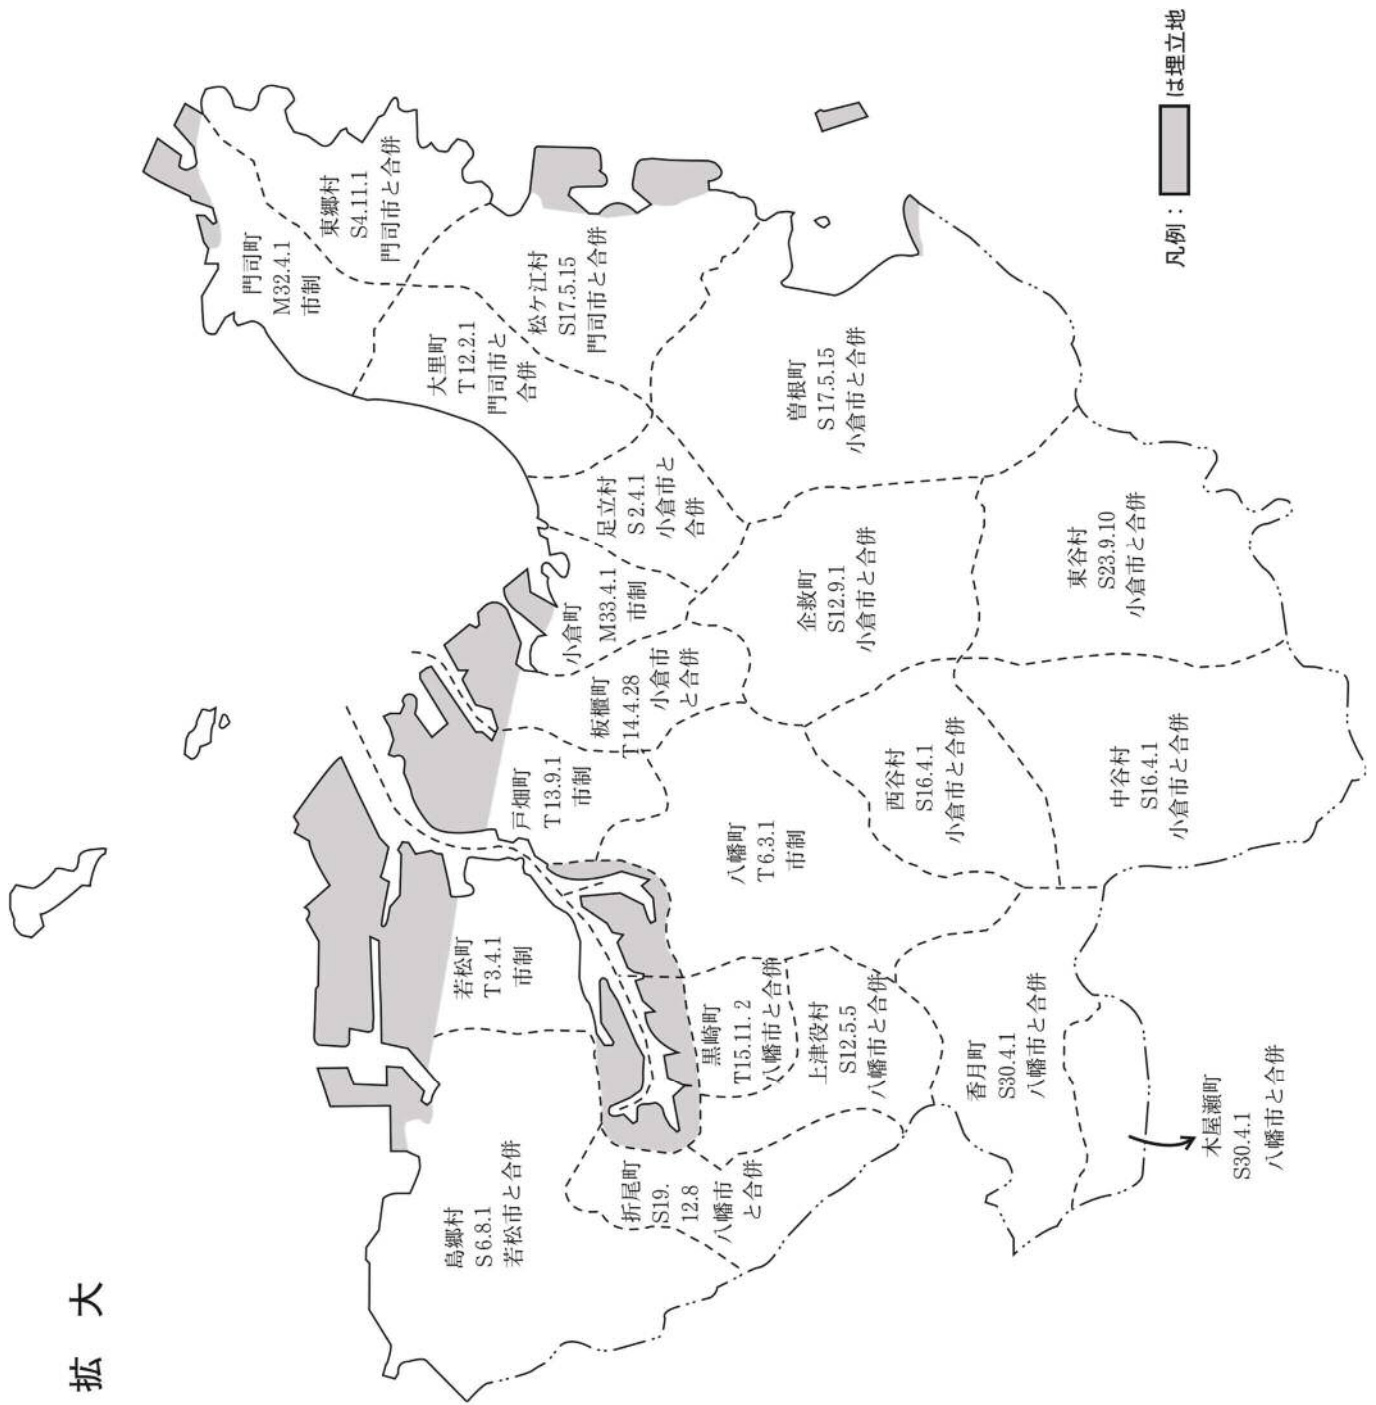 拡大
島郷村
S 6.8.1
若松市と合併
折尾町
S19.
12.8
八幡市
と合併
若松町
T 3.4.1
市制
黒崎町
T15.11. 2
八幡市と合併
上津役村
S12.5.5
八幡市と合併
香月町
S30.4.1
八幡市と合併
木屋瀬町
S30.4.1
八幡市と合併
戸畑町
T 13.9.1
市制
八幡町
T 6.3.1
市制
板櫃町
T14.4.28
小倉市
と合併
小倉町
M33.4.1
市制
足立村
S 2.4.1
小倉市と
合併
企救町
S12.9.1
小倉市と合併
西谷村
S16.4.1
小倉市と合併
中谷村
S16.4.1
小倉市と合併
東谷村
S23.9.10
小倉市と合併
曽根町
S 17.5.15
小倉市と合併
門司町
M32.4.1
市制
東郷村
S4.11.1
門司市と合併
大里町
T 12.2.1
門司市と
合併
松ケ江村
S17.5.15
門司市と合併
凡例：　は埋立地